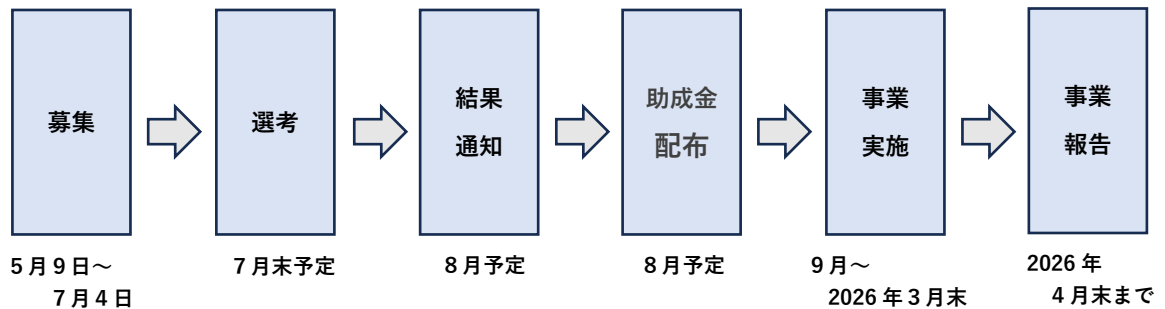 募集
選考
結果
通知
助成金
配布
事業
実施
事業
報告
5月9日～
7月4日
7月末予定
8月予定
8月予定
9月～
2026年3月末
2026年
4月末まで